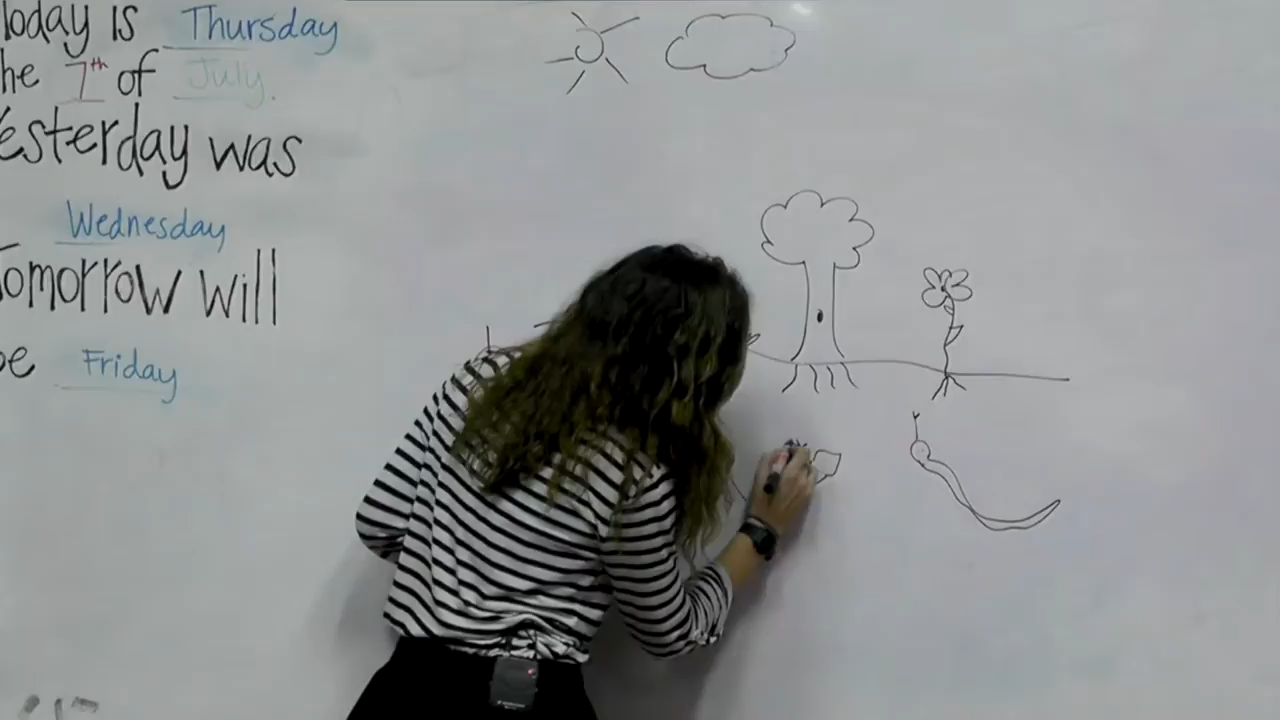 Today is Thursday
the 7th of July.
Yesterday was
Wednesday
Tomorrow will
be Friday